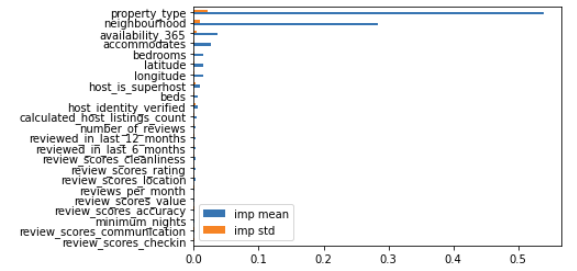 property_type
neighbourhood
availability_365
accommodates
bedrooms
latitude
longitude
host_is_superhost
beds
host_identity_verified
calculated_host_listings_count
number_of_reviews
reviewed_in_last_12_months
reviewed_in_last_6_months
review_scores_cleanliness
review_scores_rating
review_scores_location
reviews_per_month
review_scores_value
review_scores_accuracy
minimum_nights
review_scores_communication
review_scores_checkin
imp mean
imp std
0.0 0.1 0.2 0.3 0.4 0.5